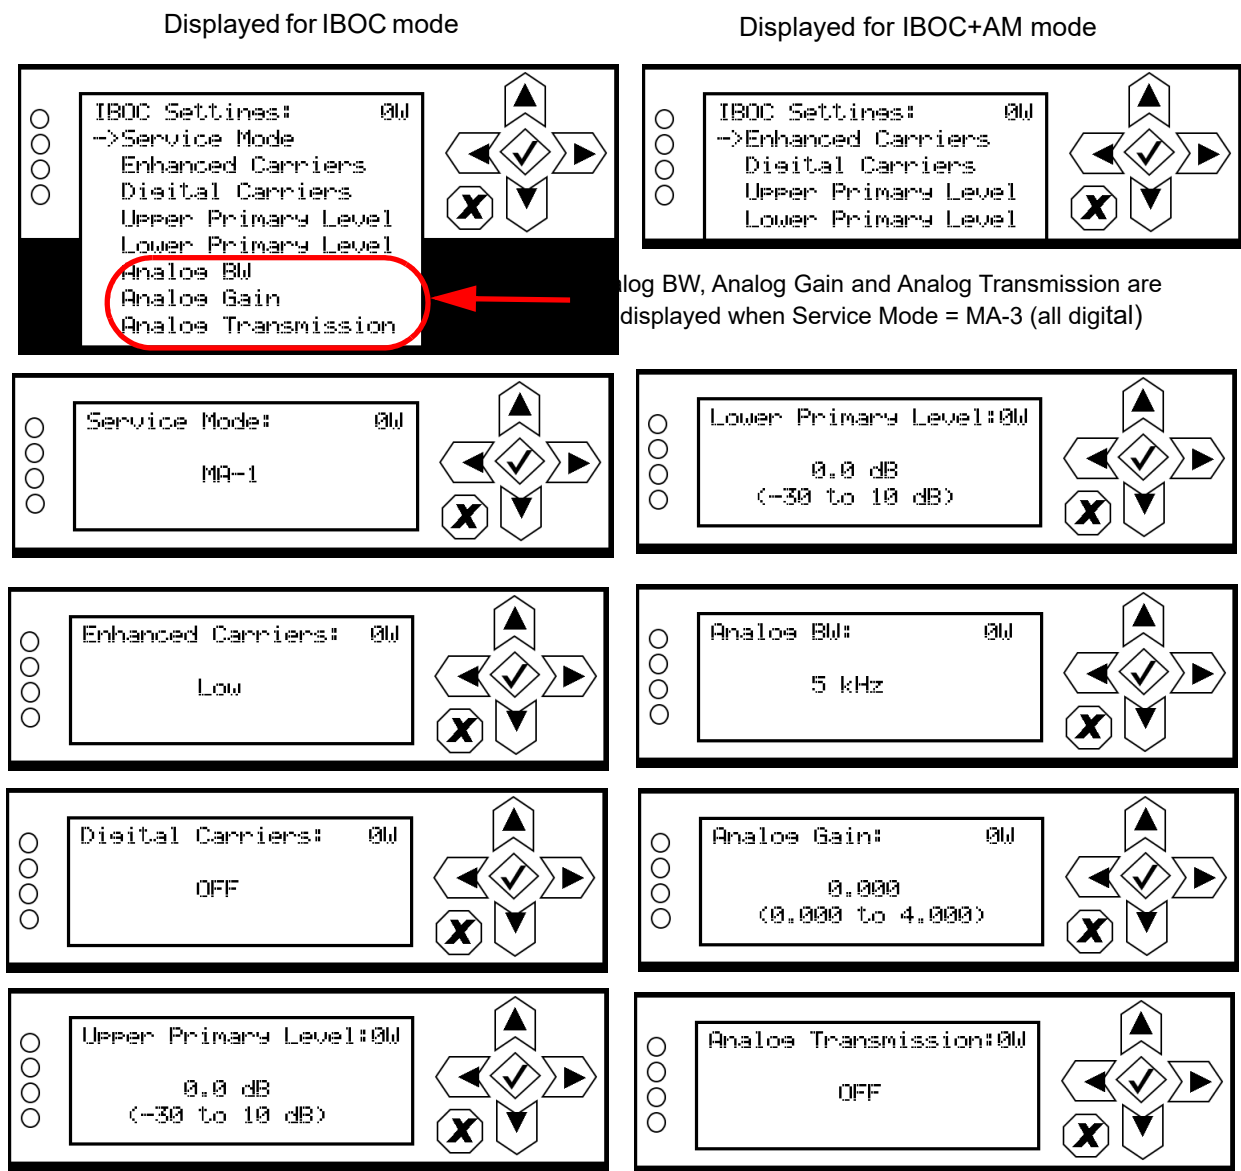 Displayed for IBOC mode
Displayed for IBOC+AM mode
IBOC Settings: 0W
->Service Mode
Enhanced Carriers
Digital Carriers
Upper Primary Level
Lower Primary Level
Analog BW
Analog Gain
Analog Transmission
X
IBOC Settings: 0W
->Enhanced Carriers
Digital Carriers
Upper Primary Level
Lower Primary Level
X
log BW, Analog Gain and Analog Transmission are
displayed when Service Mode = MA-3 (all digital)
Service Mode: 0W
MA-1
X
Lower Primary Level:0W
0.0 dB
(-30 to 10 dB)
X
Enhanced Carriers: 0W
Low
X
Analog BW: 0W
5 kHz
X
Digital Carriers: 0W
OFF
X
Analog Gain: 0W
0.000
(0.000 to 4.000)
X
Upper Primary Level:0W
0.0 dB
(-30 to 10 dB)
X
Analog Transmission:0W
OFF
X